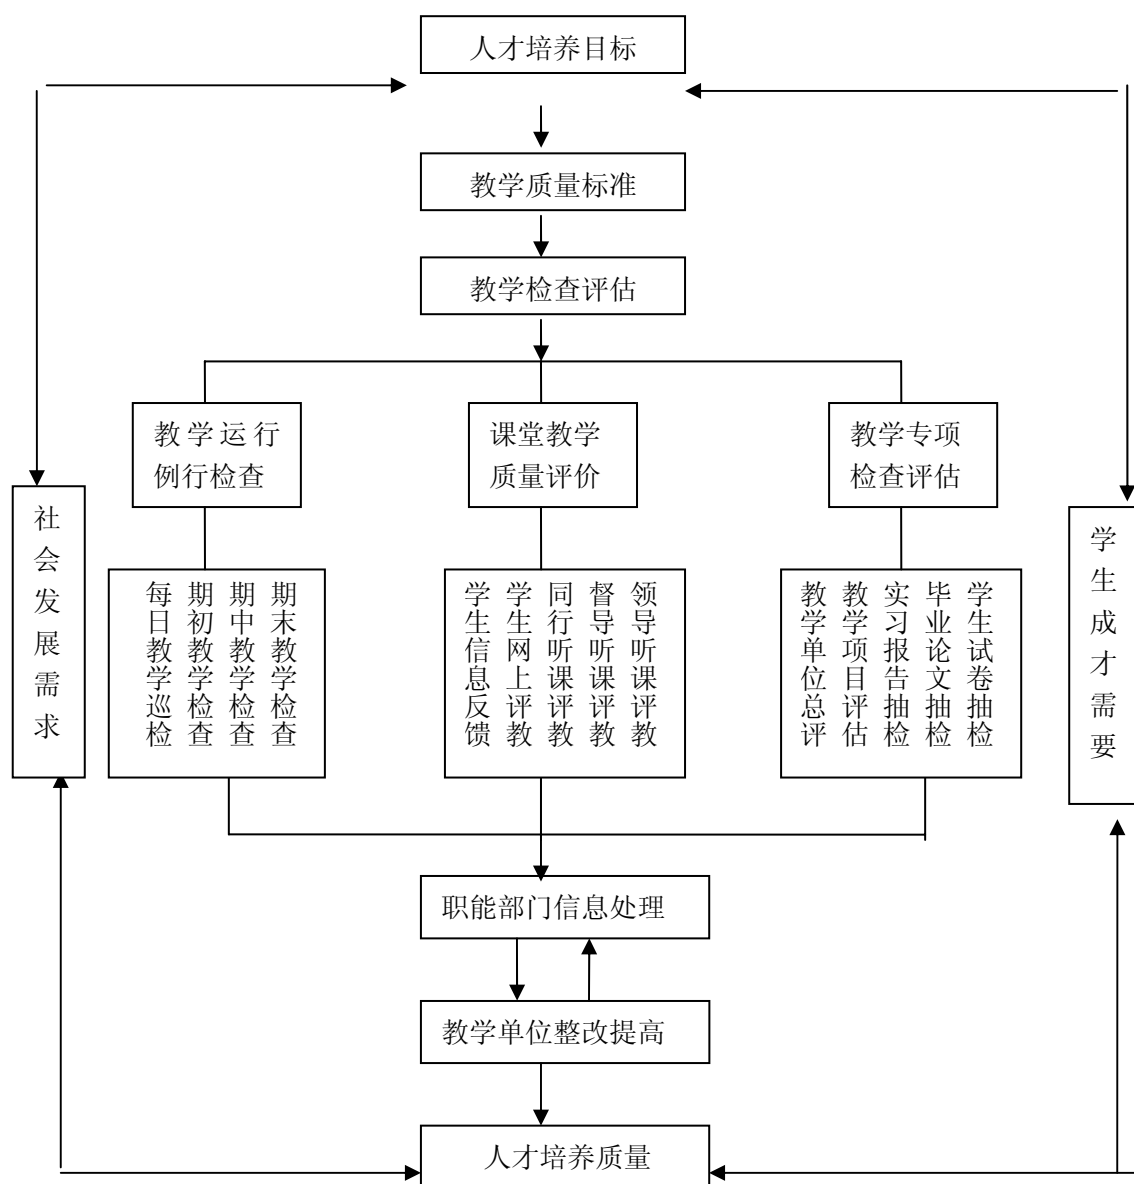 人才培养目标
教学质量标准
教学检查评估
教学运行
例行检查
课堂教学
质量评价
教学专项
检查评估
社会发展需求
每日教学巡检
期初教学检查
期中教学检查
期末教学检查
学生信息反馈
学生网上评教
同行听课评教
督导听课评教
领导听课评教
教学单位总评
教学项目评估
实习报告抽检
毕业论文抽检
学生试卷抽检
学生成才需要
职能部门信息处理
教学单位整改提高
人才培养质量